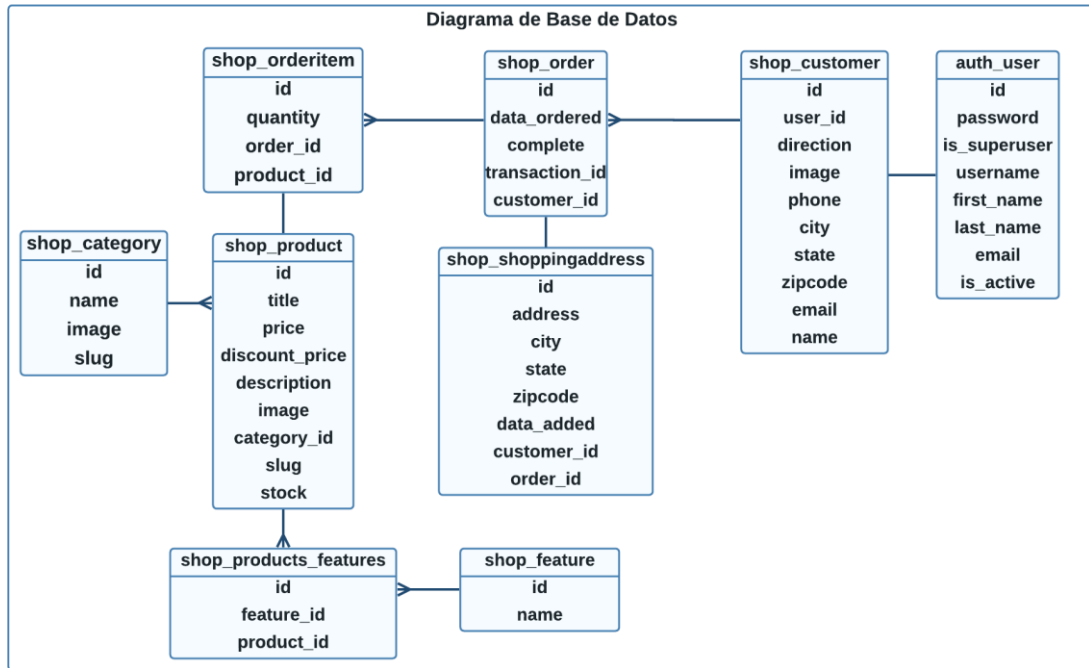 Diagrama de Base de Datos
shop_orderitem
id
quantity
order_id
product_id
shop_order
id
data_ordered
complete
transaction_id
customer_id
shop_customer
id
user_id
direction
image
phone
city
state
zipcode
email
name
auth_user
id
password
is_superuser
username
first_name
last_name
email
is_active
shop_category
id
name
image
slug
shop_product
id
title
price
discount_price
description
image
category_id
slug
stock
shop_shoppingaddress
id
address
city
state
zipcode
data_added
customer_id
order_id
shop_products_features
id
feature_id
product_id
shop_feature
id
name